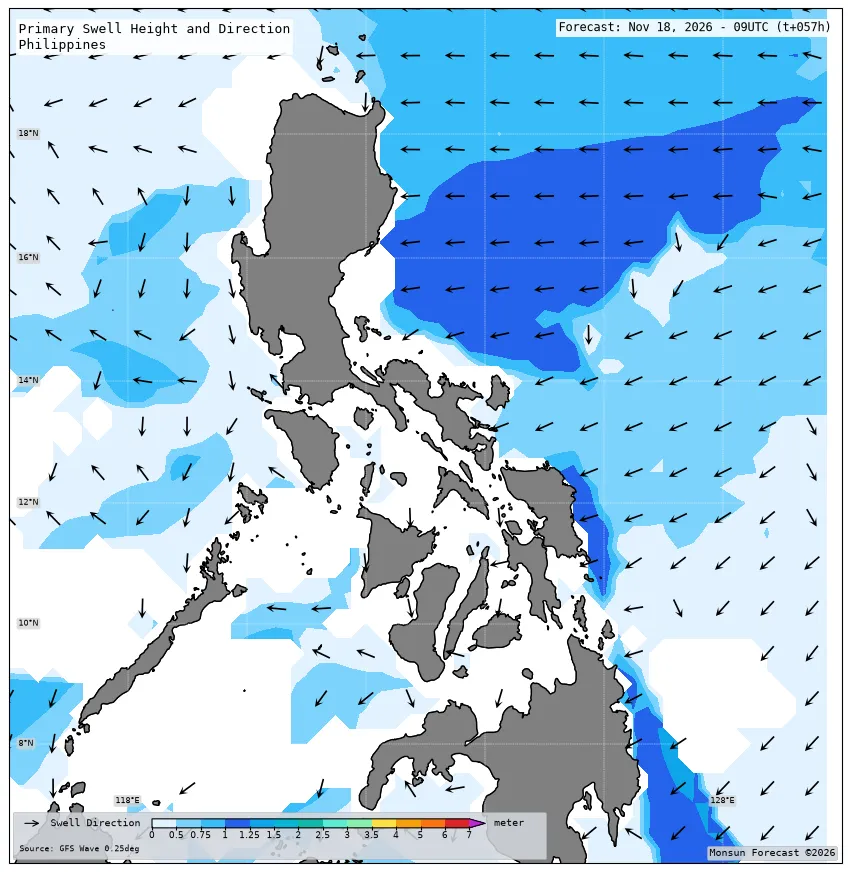 Primary Swell Height and Direction
Philippines
Forecast: Nov 18, 2026 - 09UTC (t+057h)
18°N
16°N
14°N
12°N
10°N
8°N
118°E
128°E
Swell Direction
0 0.5 0.75 1 1.25 1.5 2 2.5 3 3.5 4 5 6 7
meter
Source: GFS Wave 0.25deg
Monsun Forecast ©2026